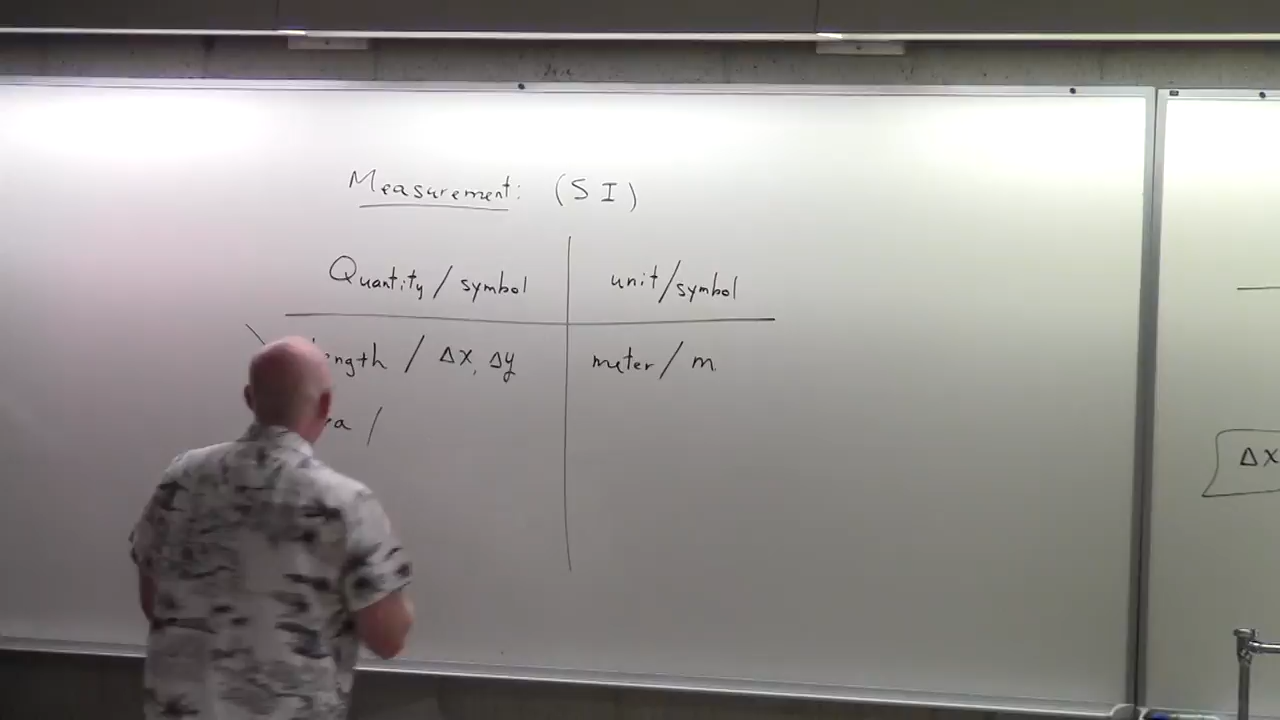 Measurement: (SI)
Quantity / symbol unit/symbol
ength / Δx, Δy meter / m
a /
Δx